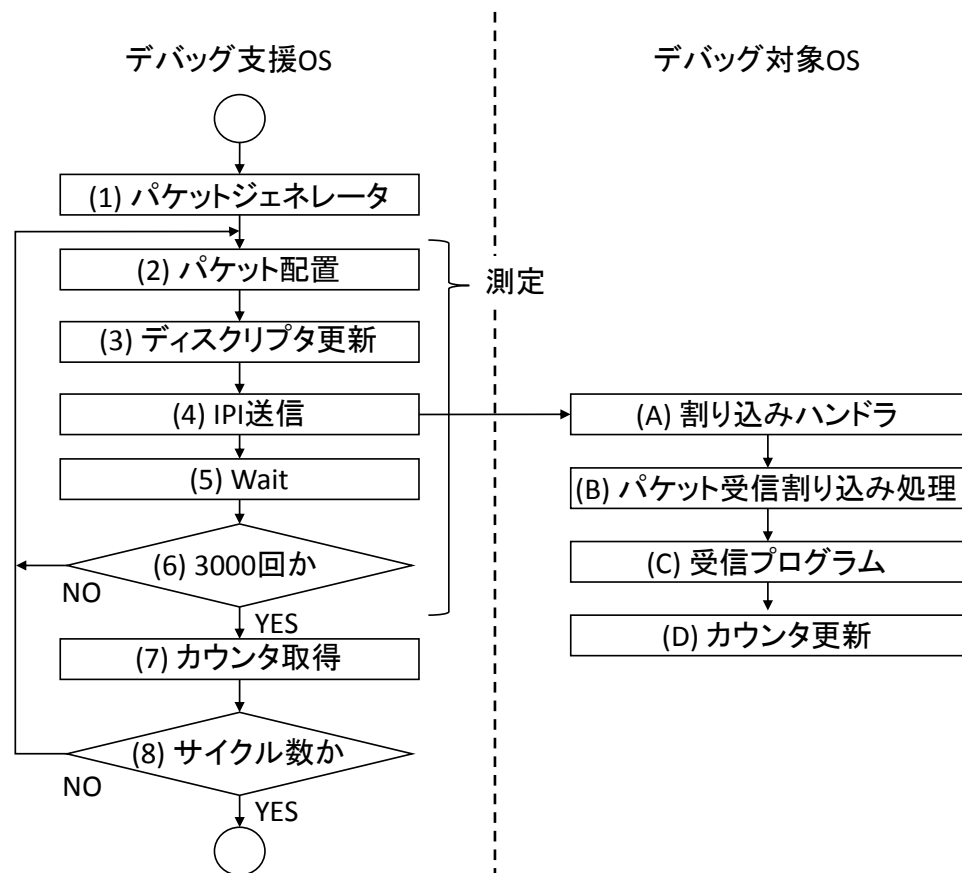 デバッグ支援OS
デバッグ対象OS
(1) パケットジェネレータ
(2) パケット配置
測定
(3) ディスクリプタ更新
(4) IPI送信
(A) 割り込みハンドラ
(5) Wait
(B) パケット受信割り込み処理
(6) 3000回か
(C) 受信プログラム
NO
YES
(D) カウンタ更新
(7) カウンタ取得
(8) サイクル数か
NO
YES